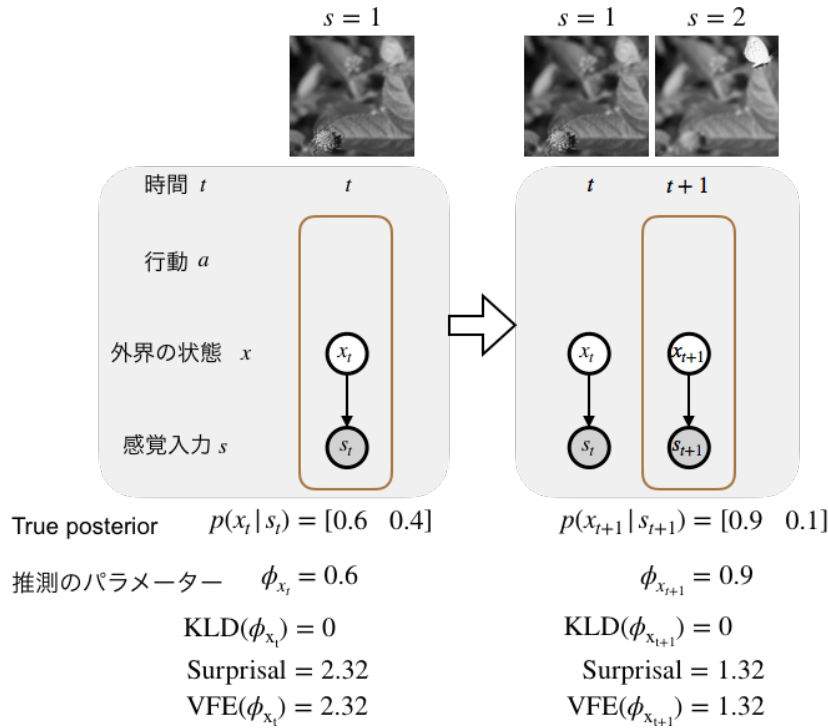 s = 1 s = 1 s = 2
時間 t t t t + 1
行動 a
外界の状態 x x_t x_t x_{t+1}
感覚入力 s s_t s_t s_{t+1}
True posterior p(x_t | s_t) = [0.6 0.4] p(x_{t+1} | s_{t+1}) = [0.9 0.1]
推測のパラメーター ϕ_{x_t} = 0.6 ϕ_{x_{t+1}} = 0.9
KLD(ϕ_{x_t}) = 0 KLD(ϕ_{x_{t+1}}) = 0
Surprisal = 2.32 Surprisal = 1.32
VFE(ϕ_{x_t}) = 2.32 VFE(ϕ_{x_{t+1}}) = 1.32